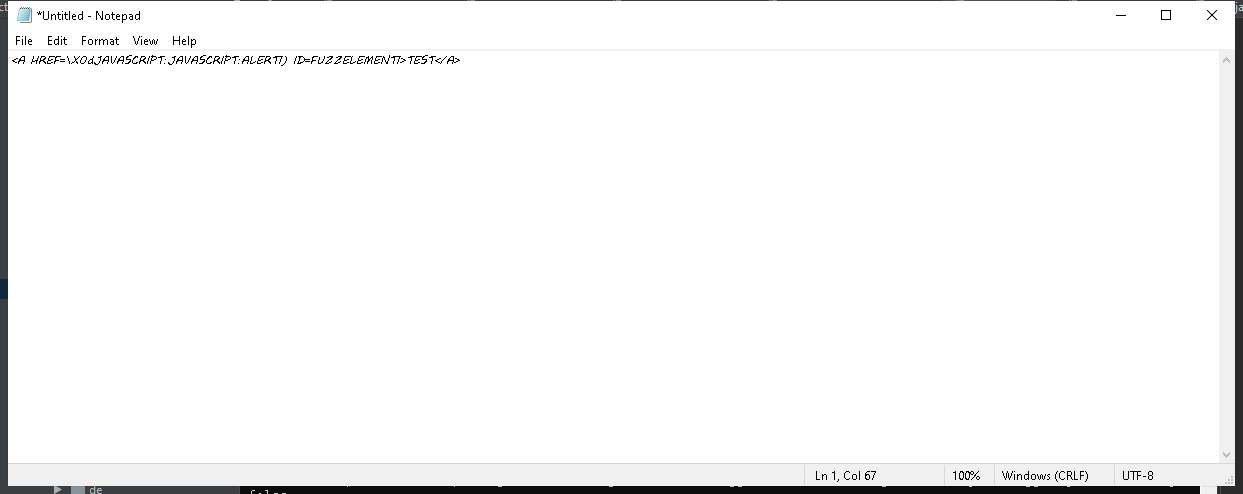 *Untitled - Notepad
File Edit Format View Help
<A HREF=\X0dJAVASCRIPT:JAVASCRIPT:ALERT1) ID=FUZZELEMENT1>TEST</A>
Ln 1, Col 67 100% Windows (CRLF) UTF-8
de